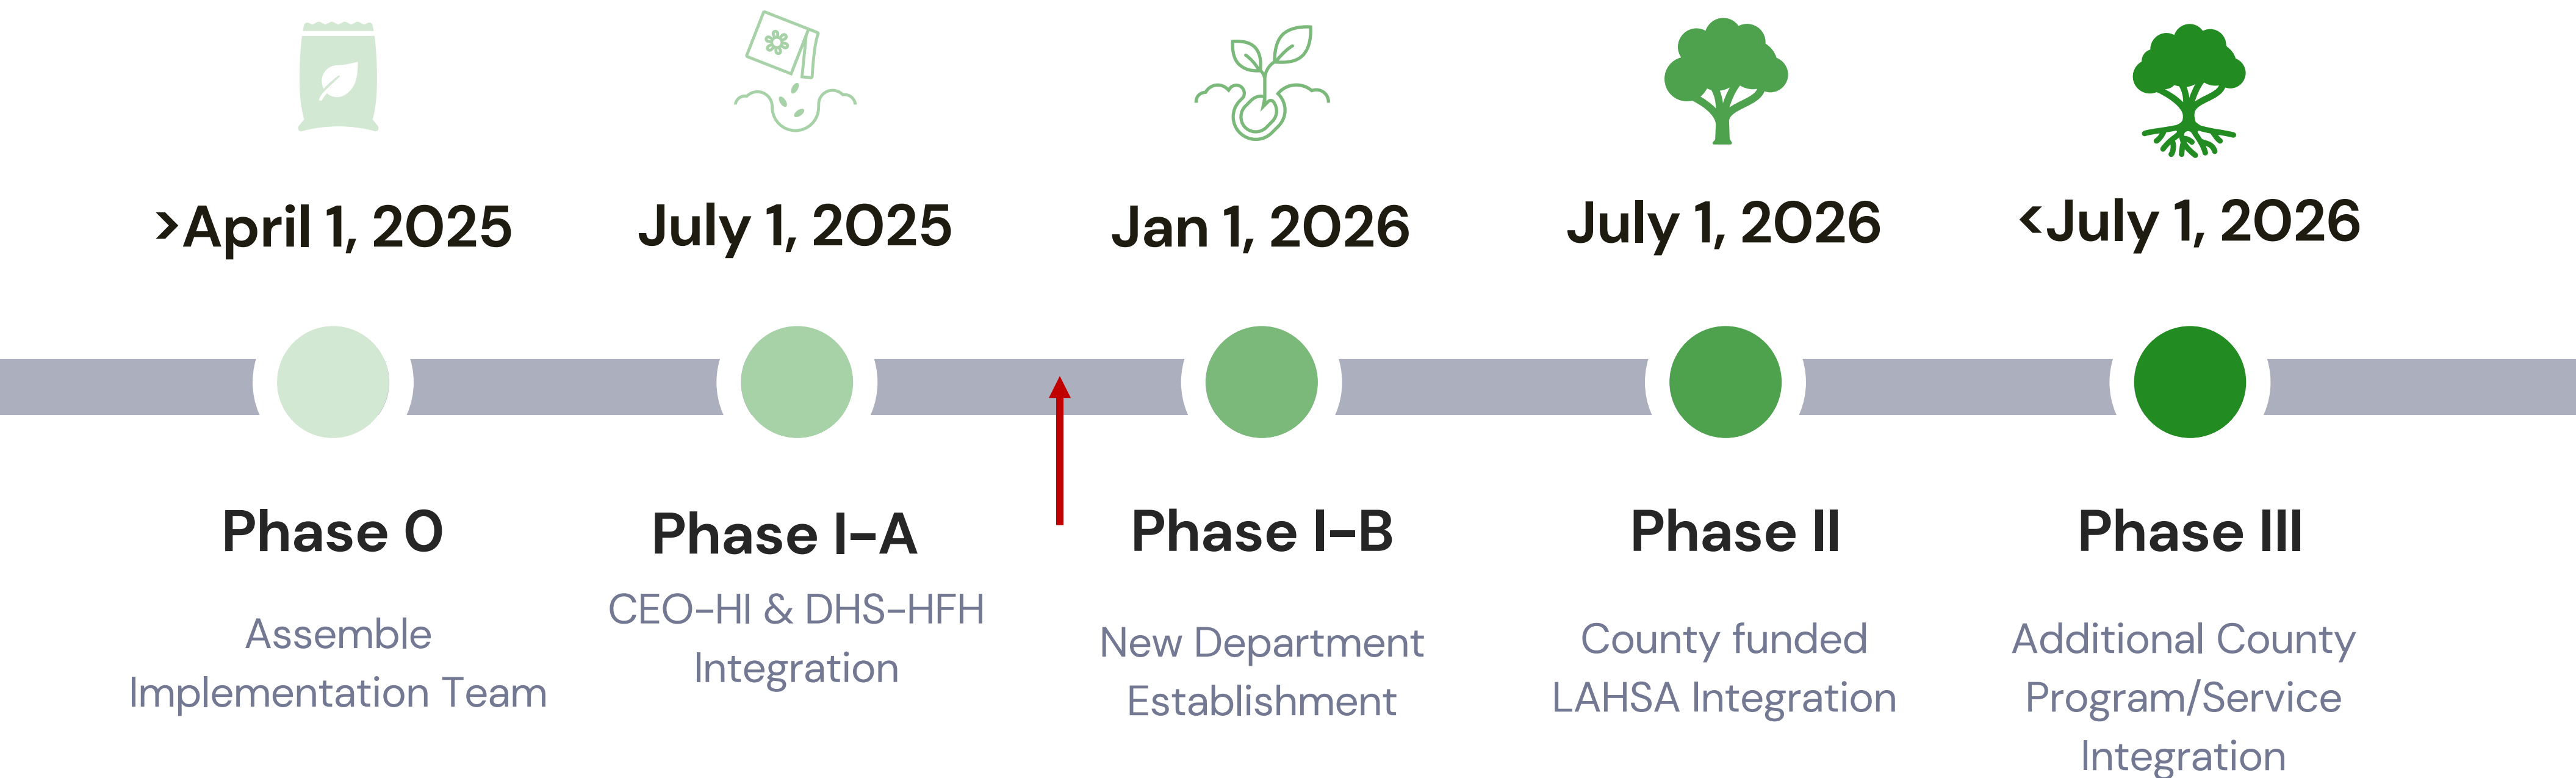 >April 1, 2025
July 1, 2025
Jan 1, 2026
July 1, 2026
<July 1, 2026
Phase 0
Assemble
Implementation Team
Phase I-A
CEO-HI & DHS-HFH
Integration
Phase I-B
New Department
Establishment
Phase II
County funded
LAHSA Integration
Phase III
Additional County
Program/Service
Integration